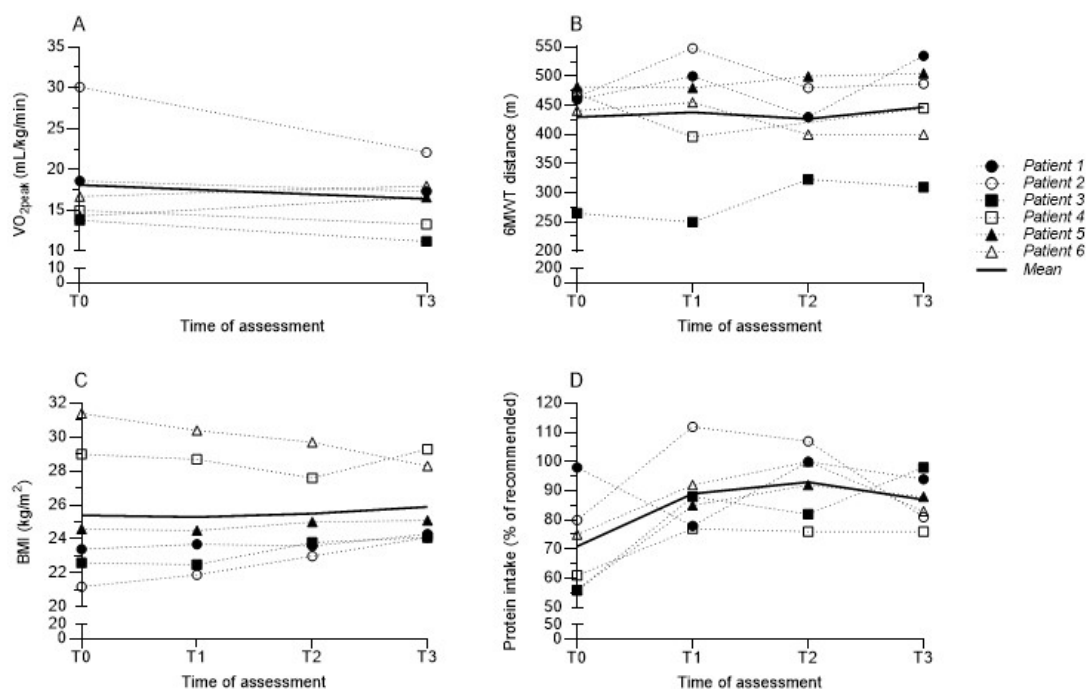 A
VO2peak (mL/kg/min)
35
30
25
20
15
10
10
0
T0
T3
Time of assessment
B
6MWT distance (m)
550
500
450
400
350
300
250
200
200
0
T0
T1
T2
T3
Time of assessment
Patient 1
Patient 2
Patient 3
Patient 4
Patient 5
Patient 6
Mean
C
BMI (kg/m²)
32
30
28
26
24
22
20
20
0
T0
T1
T2
T3
Time of assessment
D
Protein intake (% of recommended)
120
110
100
90
80
70
60
50
50
0
T0
T1
T2
T3
Time of assessment